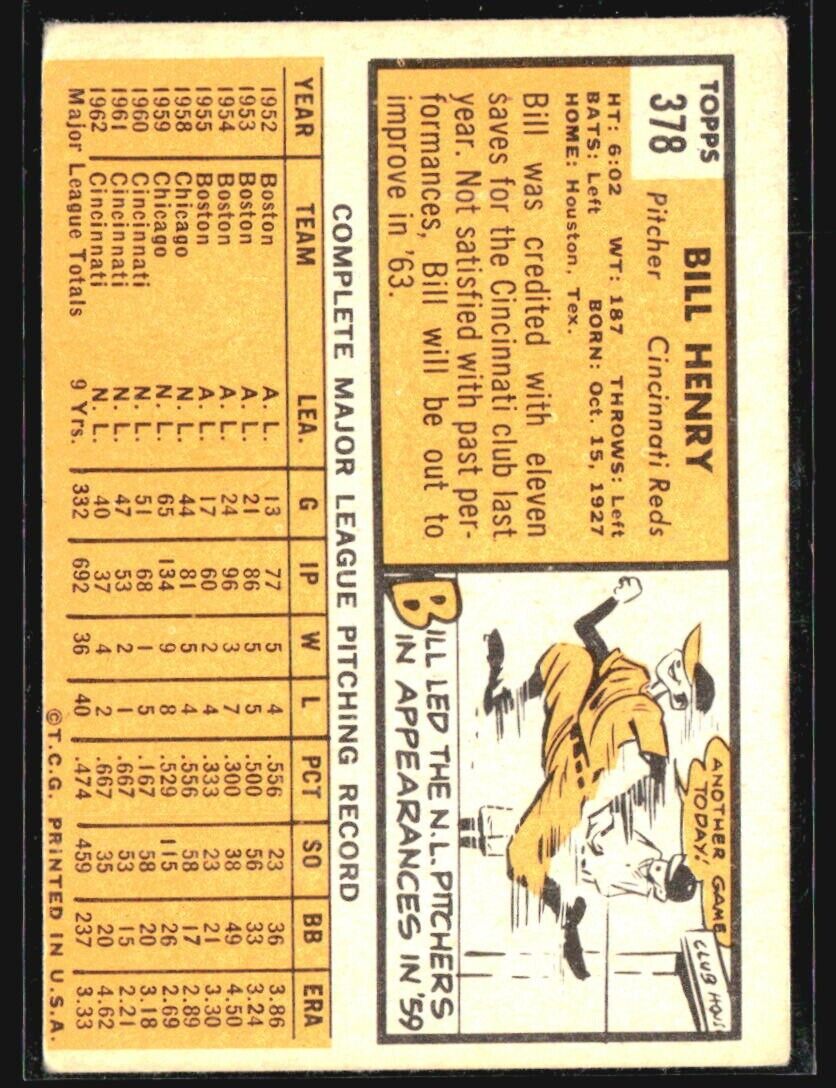 TOPPS
378
BILL HENRY
Pitcher Cincinnati Reds
HT: 6:02 WT: 187 THROWS: Left
BATS: Left BORN: Oct. 15, 1927
HOME: Houston, Tex.
Bill was credited with eleven
saves for the Cincinnati club last
year. Not satisfied with past per-
formances, Bill will be out to
improve in '63.
ANOTHER GAME
TODAY!
CLUB HOUS
BILL LED THE N.L. PITCHERS
IN APPEARANCES IN '59
COMPLETE MAJOR LEAGUE PITCHING RECORD
YEAR TEAM LEA. G IP W L PCT SO BB ERA
1952 Boston A. L. 13 77 5 4 .556 23 36 3.86
1953 Boston A. L. 21 86 5 5 .500 56 33 3.24
1954 Boston A. L. 24 96 3 7 .300 38 49 4.50
1955 Boston A. L. 17 60 2 4 .333 23 21 3.30
1958 Chicago N. L. 44 81 5 4 .556 58 17 2.89
1959 Chicago N. L. 65 134 9 8 .529 115 26 2.69
1960 Cincinnati N. L. 51 68 1 5 .167 58 20 3.18
1961 Cincinnati N. L. 47 53 2 1 .667 53 15 2.21
1962 Cincinnati N. L. 40 37 4 2 .667 35 20 4.62
Major League Totals 9 Yrs. 332 692 36 40 .474 459 237 3.33
©T.C.G. PRINTED IN U.S.A.